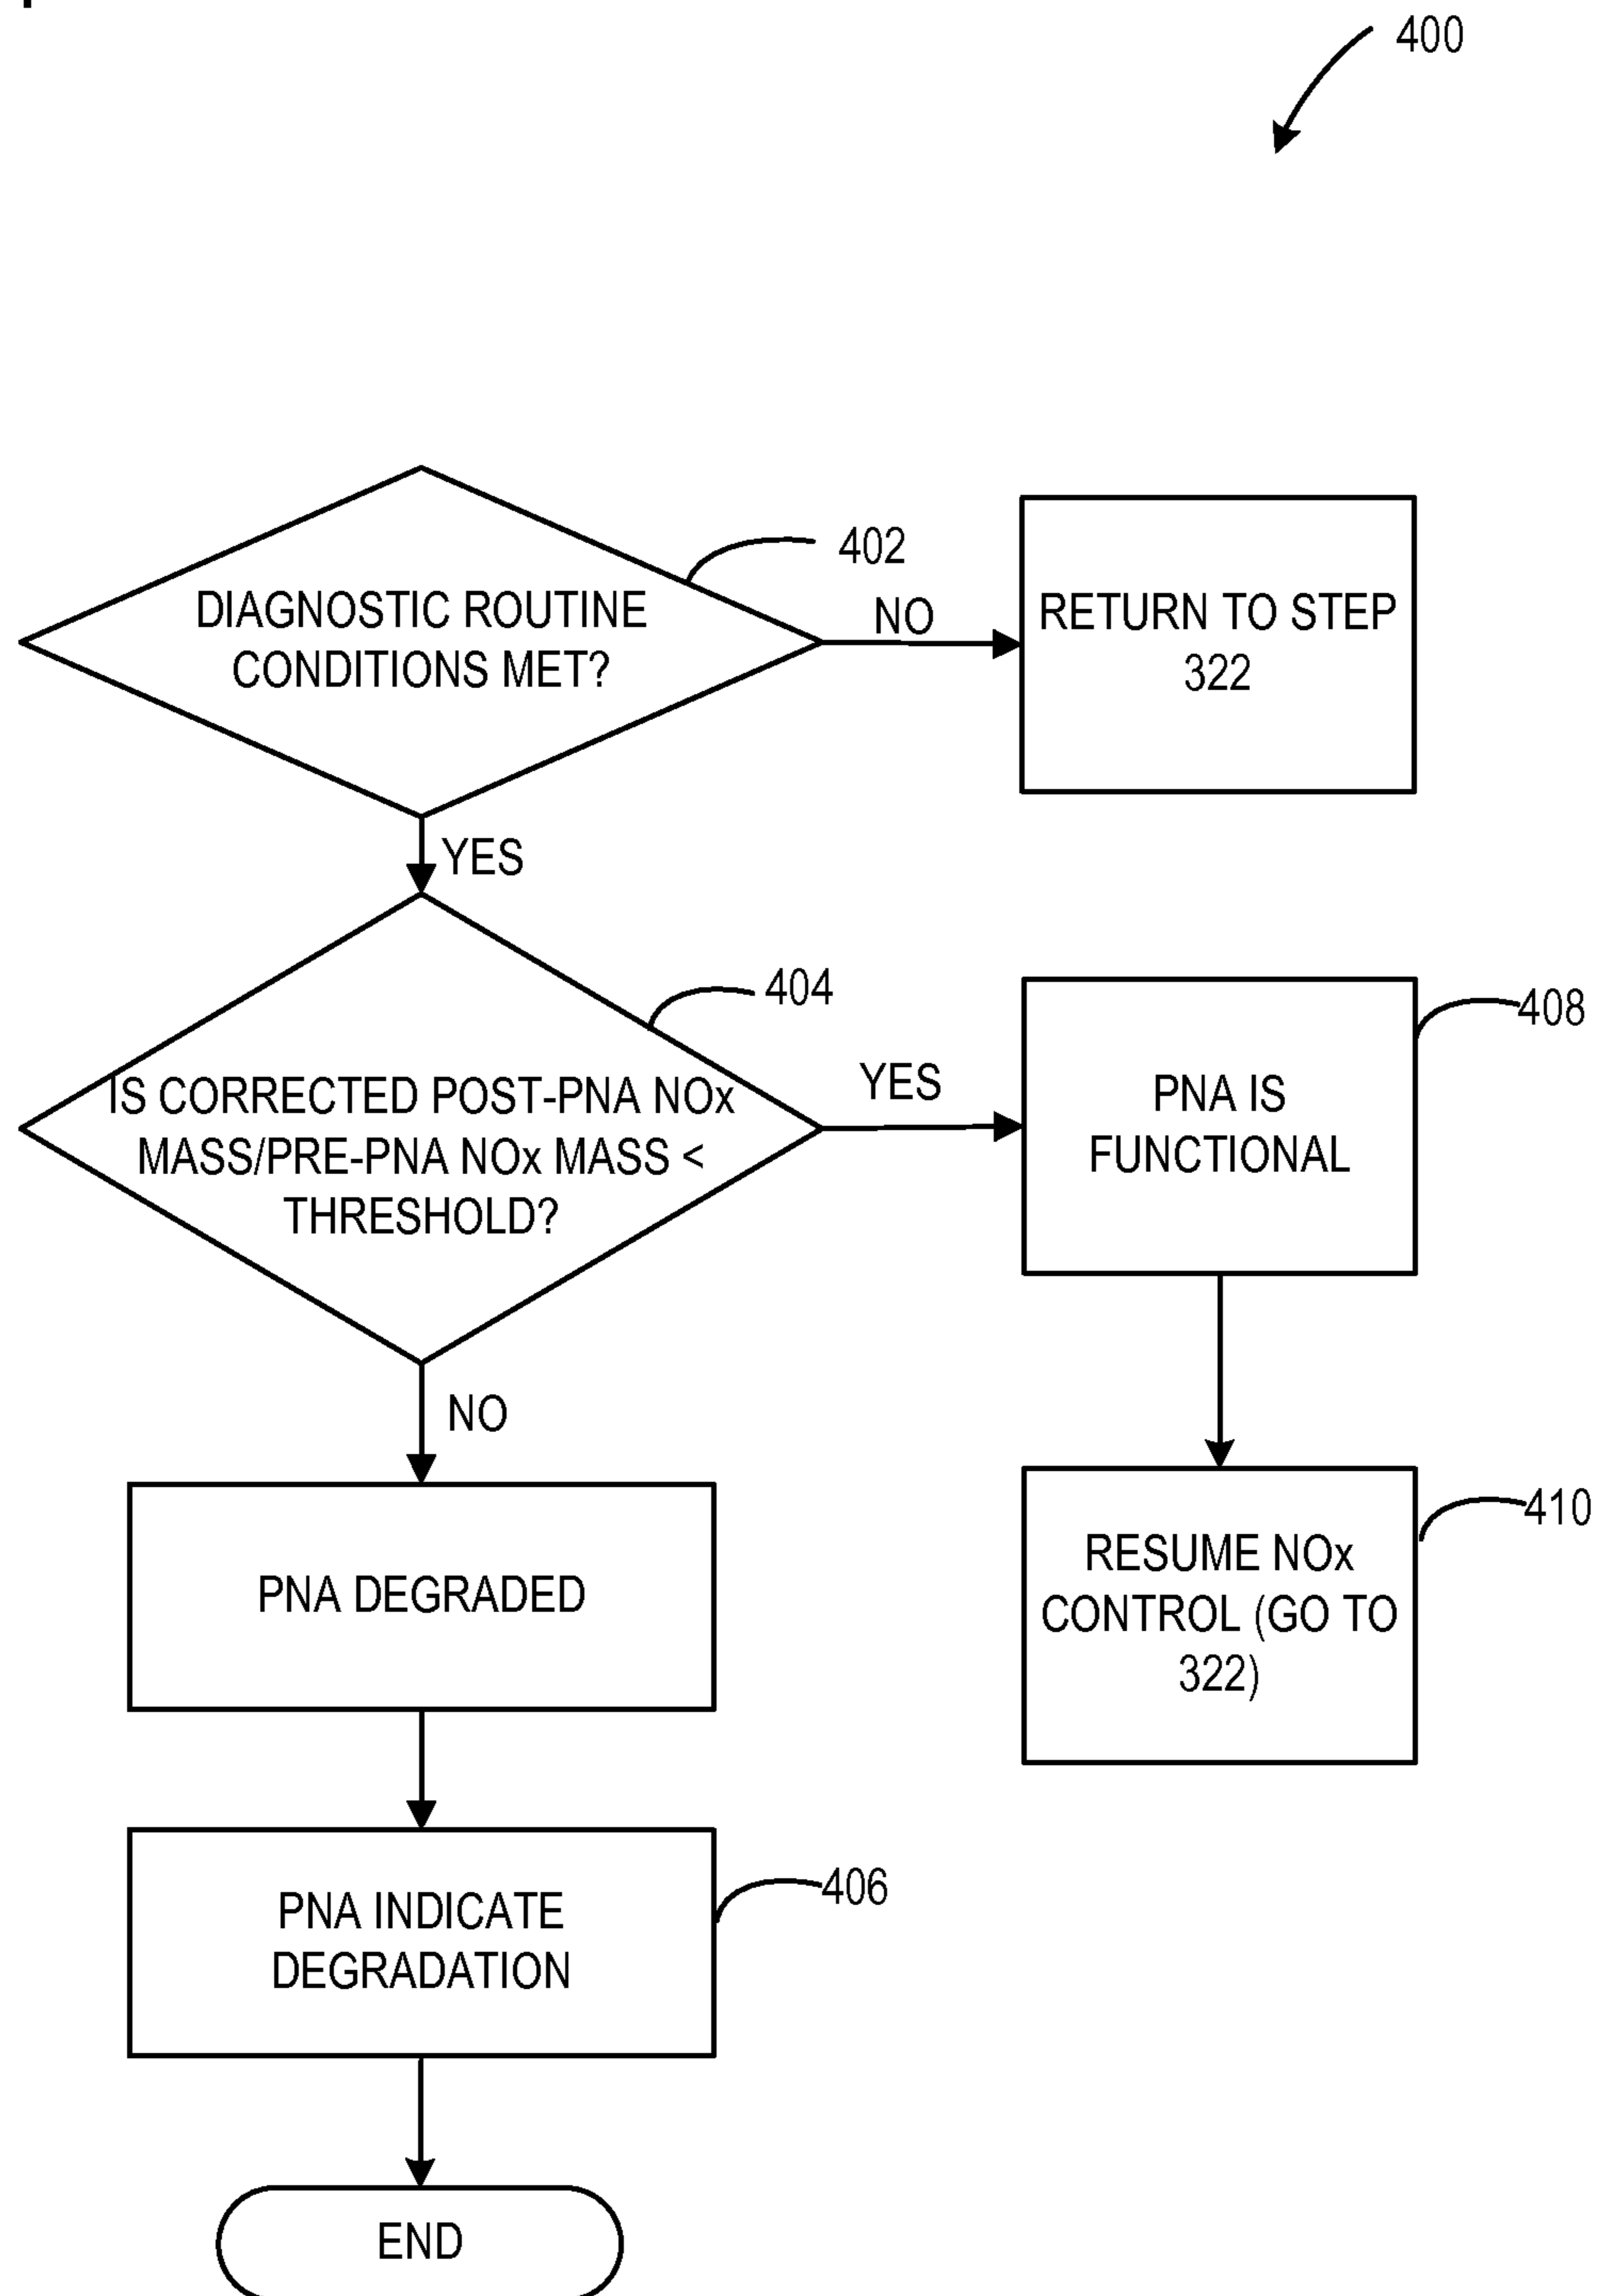 400
402
DIAGNOSTIC ROUTINE
CONDITIONS MET?
NO
RETURN TO STEP
322
YES
404
IS CORRECTED POST-PNA NOx
MASS/PRE-PNA NOx MASS <
THRESHOLD?
YES
408
PNA IS
FUNCTIONAL
NO
410
RESUME NOx
CONTROL (GO TO
322)
PNA DEGRADED
406
PNA INDICATE
DEGRADATION
END